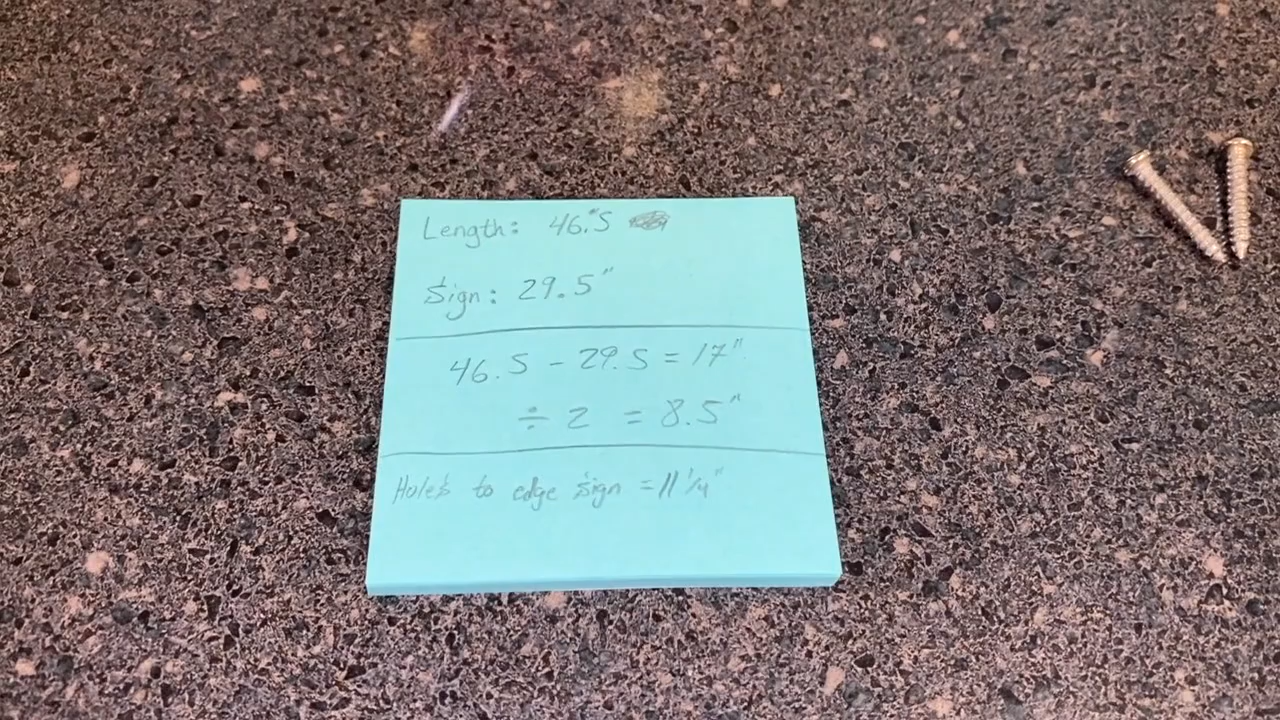 Length: 46."5
Sign: 29.5"
46.5 - 29.5 = 17"
÷ 2 = 8.5"
Holes to edge sign = 11 1/4"